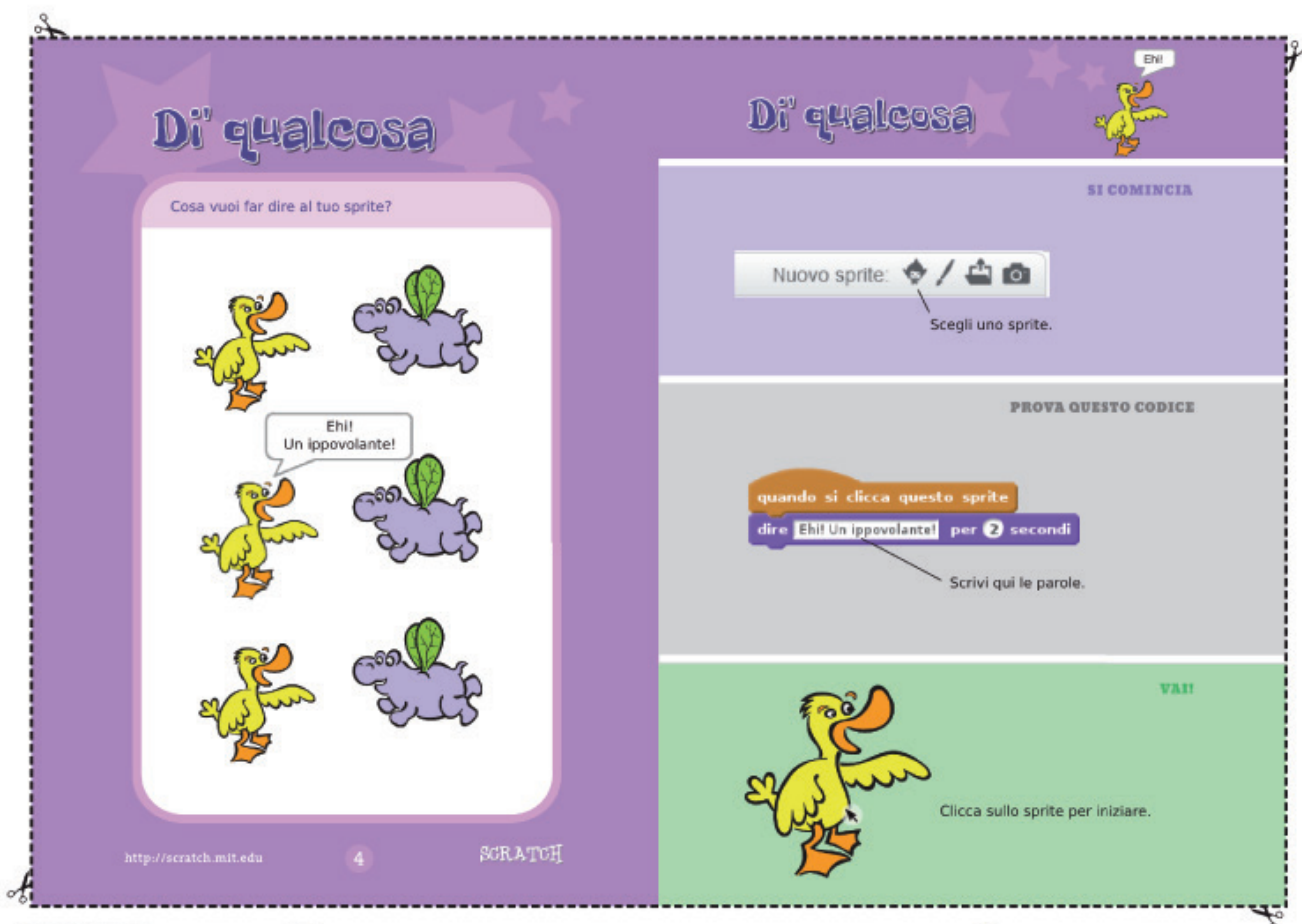 Di' qualcosa
Cosa vuoi far dire al tuo sprite?
Ehi!
Un ippovolante!
http://scratch.mit.edu
4
SCRATCH
Di' qualcosa
Ehi!
SI COMINCIA
Nuovo sprite:
Scegli uno sprite.
PROVA QUESTO CODICE
quando si clicca questo sprite
dire Ehi! Un ippovolante! per 2 secondi
Scrivi qui le parole.
VAI!
Clicca sullo sprite per iniziare.